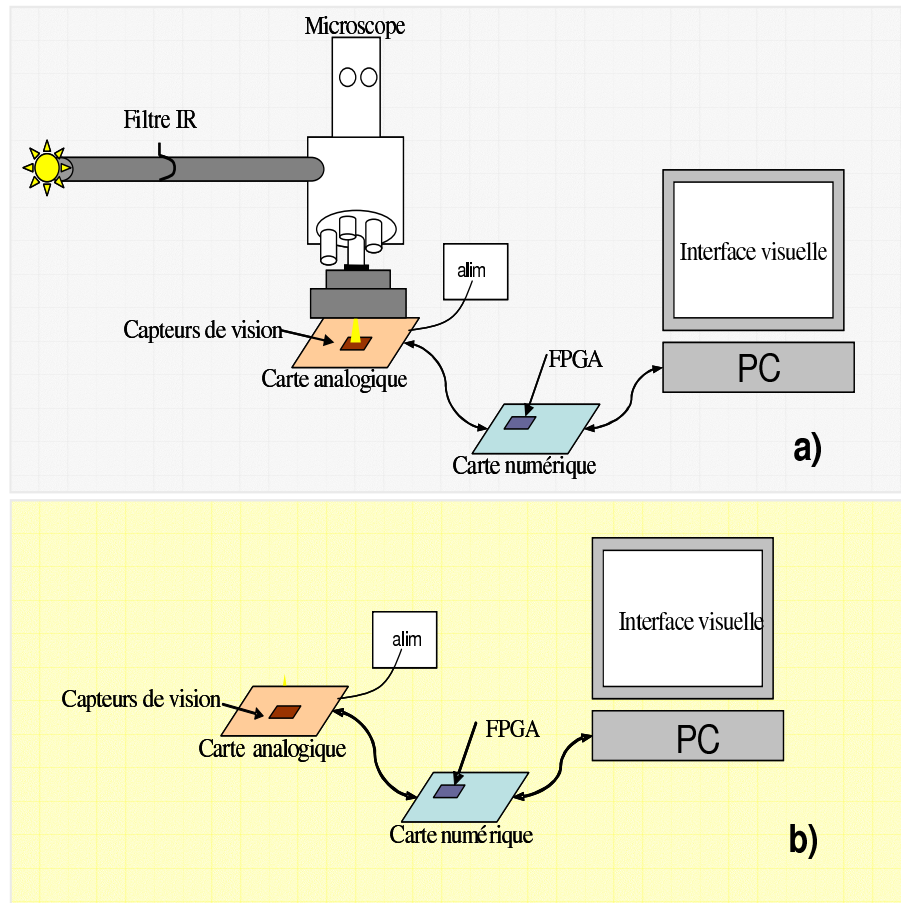 Microscope
Filtre IR
Interface visuelle
alim
Capteurs de vision
FPGA
PC
Carte analogique
a)
Carte numérique
Interface visuelle
alim
Capteurs de vision
FPGA
PC
Carte analogique
Carte numérique
b)